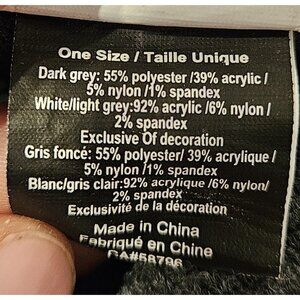 One Size / Taille Unique
Dark grey: 55% polyester /39% acrylic /
5% nylon /1% spandex
White/light grey:92% acrylic /6% nylon /
2% spandex
Exclusive Of decoration
Gris foncé: 55% polyester/ 39% acrylique /
5% nylon /1% spandex
Blanc/gris clair:92% acrylique /6% nylon/
2% spandex
Exclusivité de la décoration
Made in China
Fabriqué en Chine
CA#58796